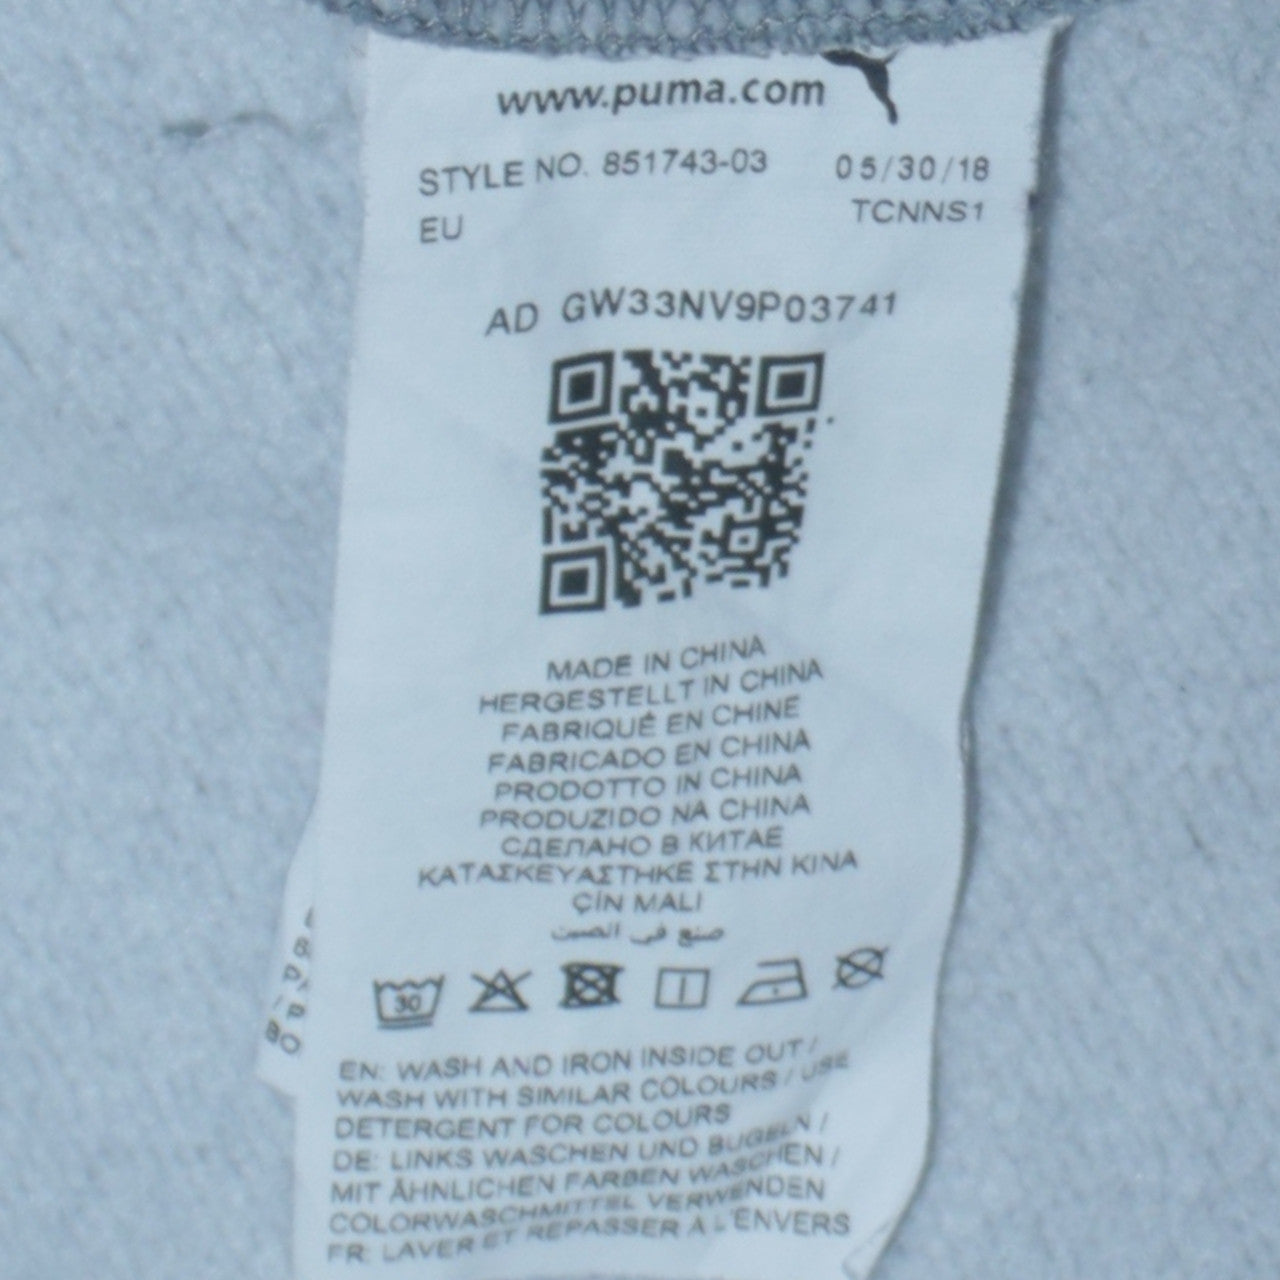 www.puma.com
STYLE NO. 851743-03 05/30/18
EU TCNNS1
AD GW33NV9P03741
MADE IN CHINA
HERGESTELLT IN CHINA
FABRIQUÉ EN CHINE
FABRICADO EN CHINA
PRODOTTO IN CHINA
PRODUZIDO NA CHINA
СДЕЛАНО В КИТАЕ
ΚΑΤΑΣΚΕΥΑΣΤΗΚΕ ΣΤΗΝ ΚΙΝΑ
ÇİN MALI
صنع في الصين
30
EN: WASH AND IRON INSIDE OUT /
WASH WITH SIMILAR COLOURS / USE
DETERGENT FOR COLOURS
DE: LINKS WASCHEN UND BÜGELN /
MIT ÄHNLICHEN FARBEN WASCHEN /
COLORWASCHMITTEL VERWENDEN
FR: LAVER ET REPASSER À L'ENVERS